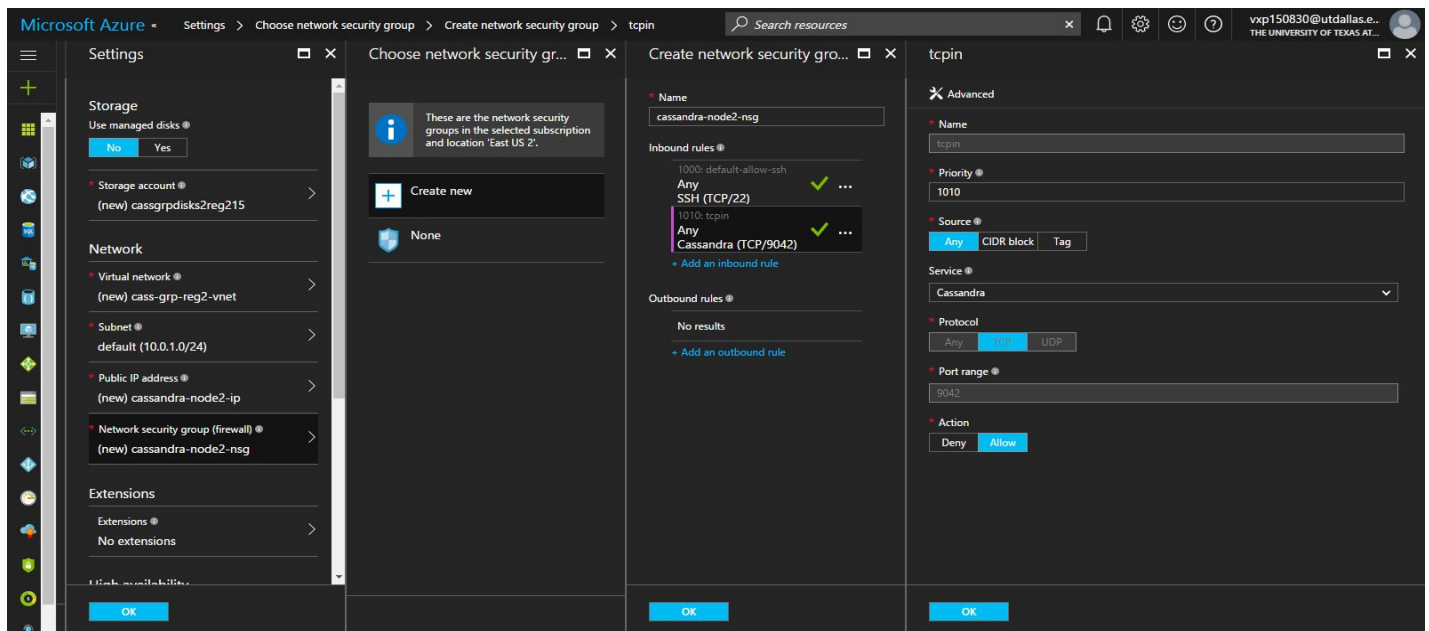 Microsoft Azure «
Settings > Choose network security group > Create network security group > tcpin
Search resources
vxp150830@utdallas.e..
THE UNIVERSITY OF TEXAS AT...
Settings
Storage
Use managed disks
No Yes
* Storage account
(new) cassgrpdisks2reg215
Network
* Virtual network
(new) cass-grp-reg2-vnet
* Subnet
default (10.0.1.0/24)
* Public IP address
(new) cassandra-node2-ip
* Network security group (firewall)
(new) cassandra-node2-nsg
Extensions
Extensions
No extensions
High availability
OK
Choose network security gr...
These are the network security
groups in the selected subscription
and location 'East US 2'.
Create new
None
Create network security gro...
* Name
cassandra-node2-nsg
Inbound rules
1000: default-allow-ssh
Any
SSH (TCP/22)
...
1010: tcpin
Any
Cassandra (TCP/9042)
...
+ Add an inbound rule
Outbound rules
No results
+ Add an outbound rule
OK
tcpin
Advanced
* Name
tcpin
* Priority
1010
* Source
Any CIDR block Tag
Service
Cassandra
* Protocol
Any TCP UDP
* Port range
9042
* Action
Deny Allow
OK